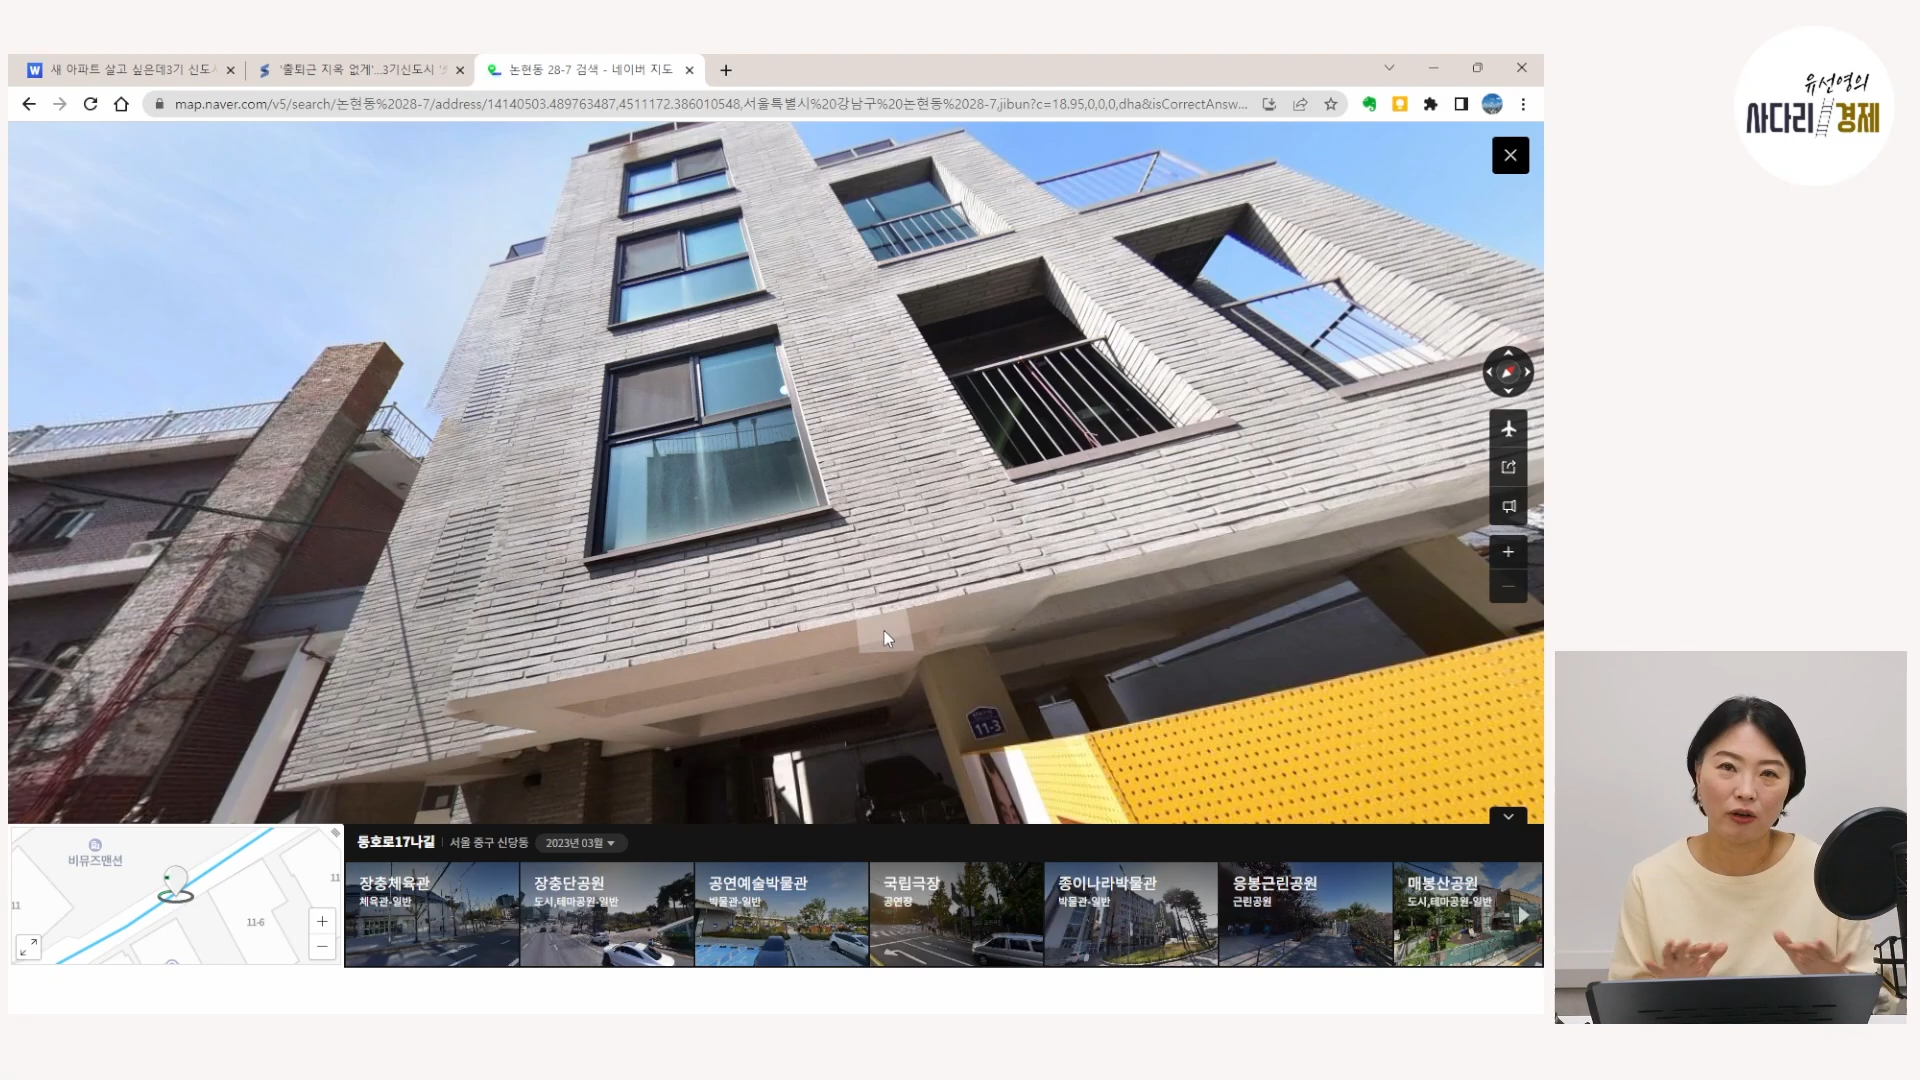 새 아파트 살고 싶은데3기 신도
'출퇴근 지옥 없게'...3기신도시
논현동 28-7 검색 - 네이버 지도
map.naver.com/v5/search/논현동%2028-7/address/14140503.489763487,4511172.386010548,서울특별시%20강남구%20논현동%2028-7,jibun?c=18.95,0,0,0,dha&isCorrectAnsw...
유선영의
사다리경제
11-3
비뮤즈맨션
11
11
11-6
동호로17나길
서울 중구 신당동
2023년 03월
장충체육관
체육관-일반
장충단공원
도시,테마공원-일반
공연예술박물관
박물관-일반
국립극장
공연장
종이나라박물관
박물관-일반
응봉근린공원
근린공원
매봉산공원
도시,테마공원-일반